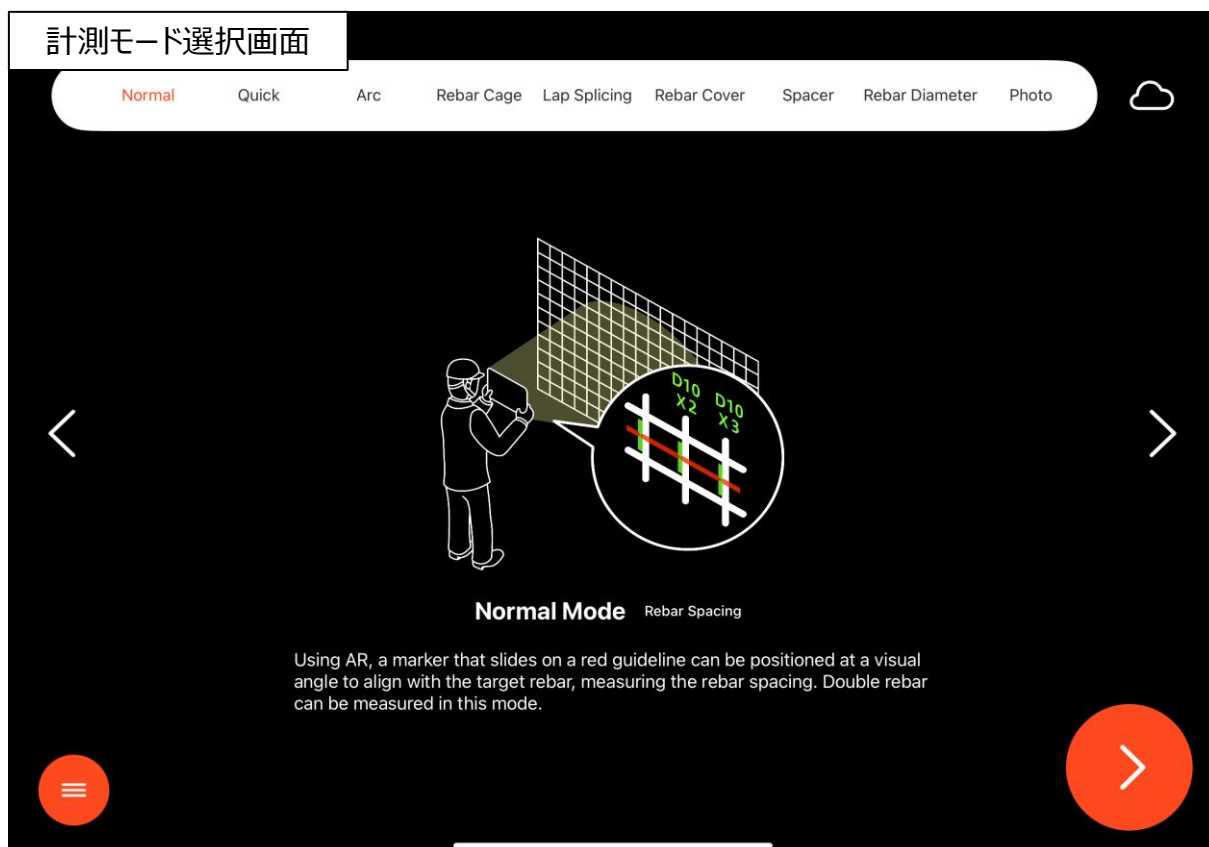 計測モード選択画面
Normal Quick Arc Rebar Cage Lap Splicing Rebar Cover Spacer Rebar Diameter Photo
D10 D10
X2 X3
Normal Mode Rebar Spacing
Using AR, a marker that slides on a red guideline can be positioned at a visual
angle to align with the target rebar, measuring the rebar spacing. Double rebar
can be measured in this mode.